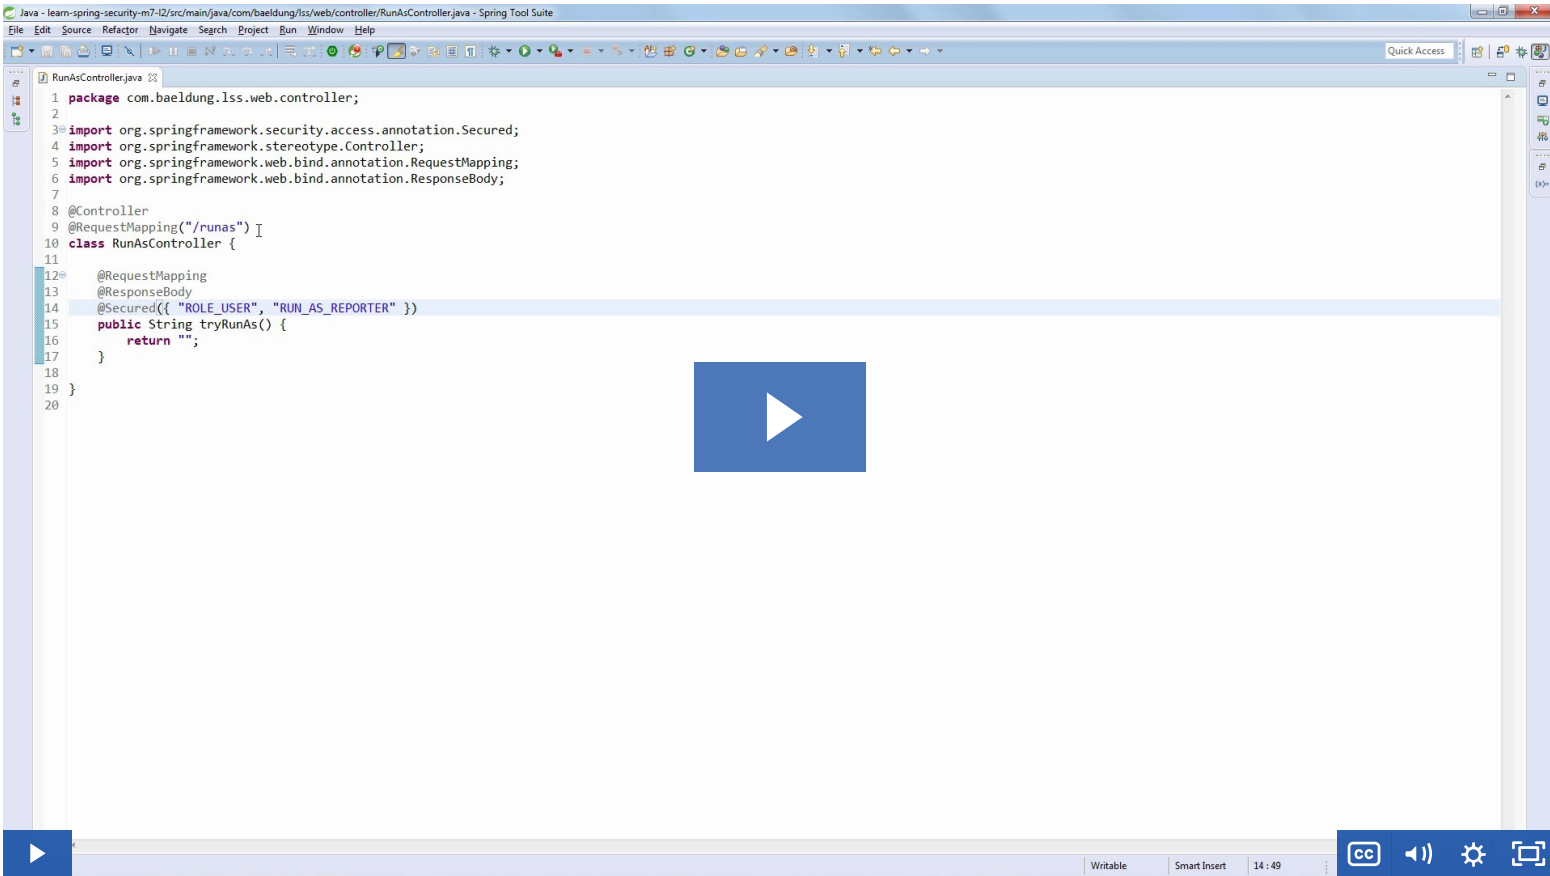 Java - learn-spring-security-m7-l2/src/main/java/com/baeldung/lss/web/controller/RunAsController.java - Spring Tool Suite
File Edit Source Refactor Navigate Search Project Run Window Help
Quick Access
RunAsController.java
1 package com.baeldung.lss.web.controller;
2
3 import org.springframework.security.access.annotation.Secured;
4 import org.springframework.stereotype.Controller;
5 import org.springframework.web.bind.annotation.RequestMapping;
6 import org.springframework.web.bind.annotation.ResponseBody;
7
8 @Controller
9 @RequestMapping("/runas")
10 class RunAsController {
11
12 @RequestMapping
13 @ResponseBody
14 @Secured({ "ROLE_USER", "RUN_AS_REPORTER" })
15 public String tryRunAs() {
16 return "";
17 }
18
19 }
20
(x)=
CC
Writable Smart Insert 14 : 49